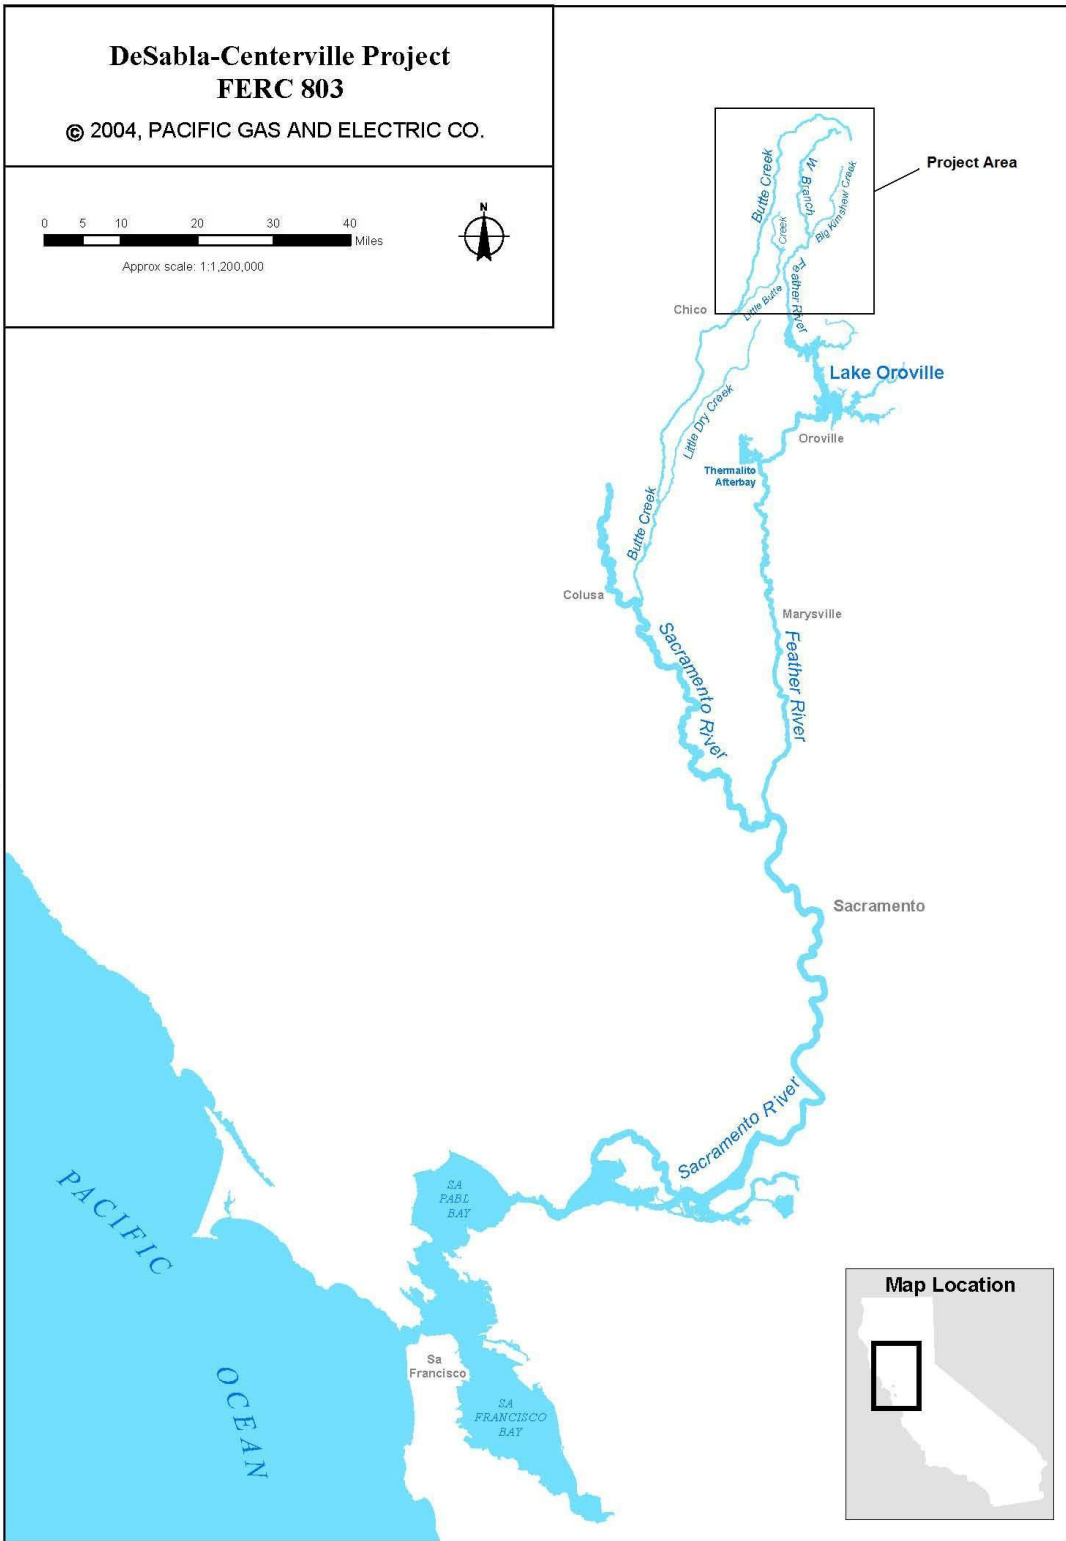 DeSabla-Centerville Project
FERC 803
© 2004, PACIFIC GAS AND ELECTRIC CO.
0 5 10 20 30 40
Miles
Approx scale: 1:1,200,000
N
Project Area
Butte Creek
W Branch
Big Kimshew Creek
Creek
Little Butte
Feather River
Chico
Lake Oroville
Little Dry Creek
Oroville
Thermalito
Afterbay
Butte Creek
Colusa
Marysville
Sacramento River
Feather River
Sacramento
Sacramento River
SA
PABL
BAY
PACIFIC
OCEAN
Sa
Francisco
SA
FRANCISCO
BAY
Map Location